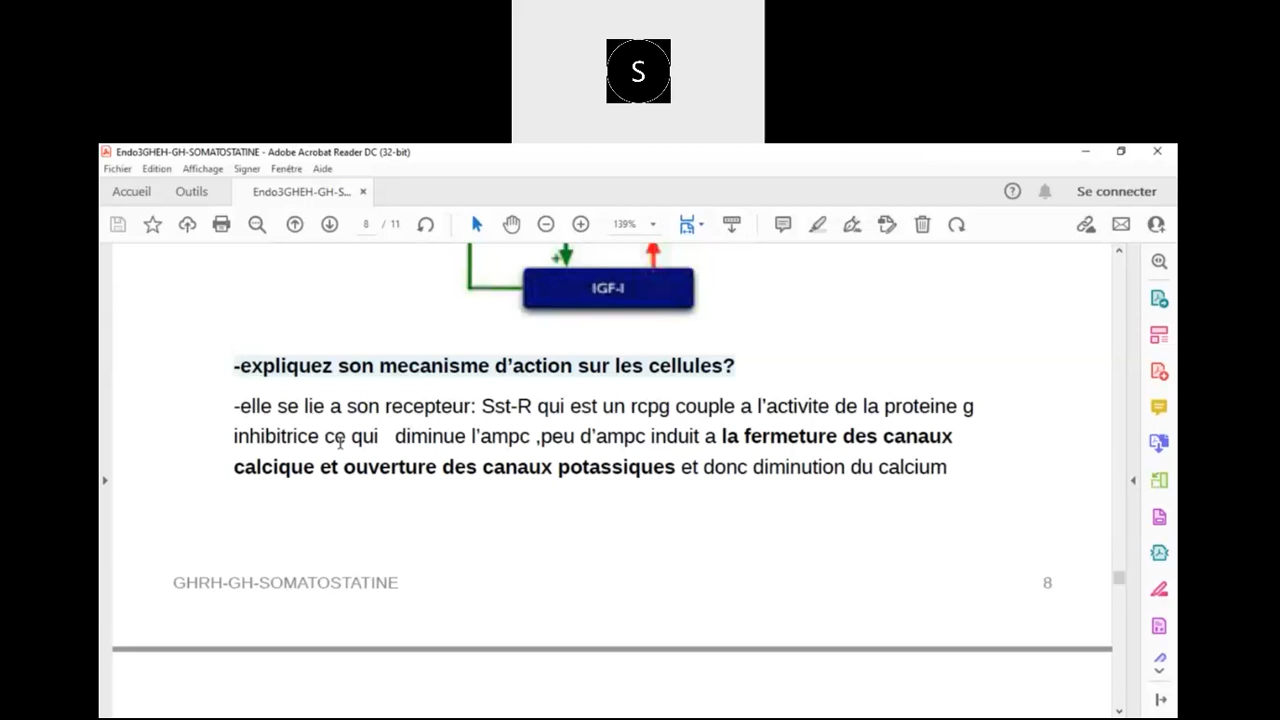 S
Endo3GHEH-GH-SOMATOSTATINE - Adobe Acrobat Reader DC (32-bit)
Fichier Edition Affichage Signer Fenêtre Aide
Accueil Outils Endo3GHEH-GH-S... × Se connecter
8 / 11 139%
+
IGF-I
-expliquez son mecanisme d’action sur les cellules?
-elle se lie a son recepteur: Sst-R qui est un rcpg couple a l’activite de la proteine g
inhibitrice ce qui diminue l’ampc ,peu d’ampc induit a la fermeture des canaux
calcique et ouverture des canaux potassiques et donc diminution du calcium
GHRH-GH-SOMATOSTATINE 8